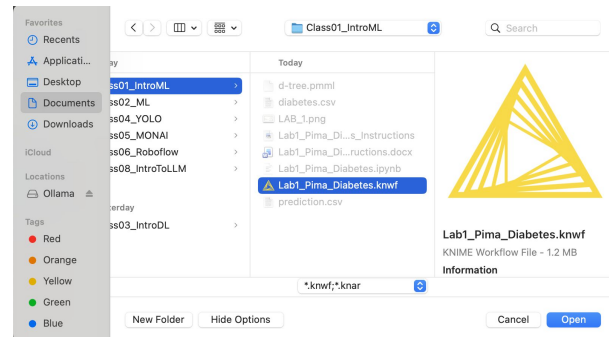 Favorites
Recents
Applicati...
Desktop
Documents
Downloads
iCloud
Locations
Ollama
Tags
Red
Orange
Yellow
Green
Blue
Class01_IntroML
Search
ay
ss01_IntroML
ss02_ML
ss04_YOLO
ss05_MONAI
ss06_Roboflow
ss08_IntroToLLM
terday
ss03_IntroDL
Today
d-tree.pmml
diabetes.csv
LAB_1.png
Lab1_Pima_Di...s_Instructions
Lab1_Pima_Di...ructions.docx
Lab1_Pima_Diabetes.ipynb
Lab1_Pima_Diabetes.knwf
prediction.csv
Lab1_Pima_Diabetes.knwf
KNIME Workflow File - 1.2 MB
Information
*.knwf;*.knar
New Folder
Hide Options
Cancel
Open